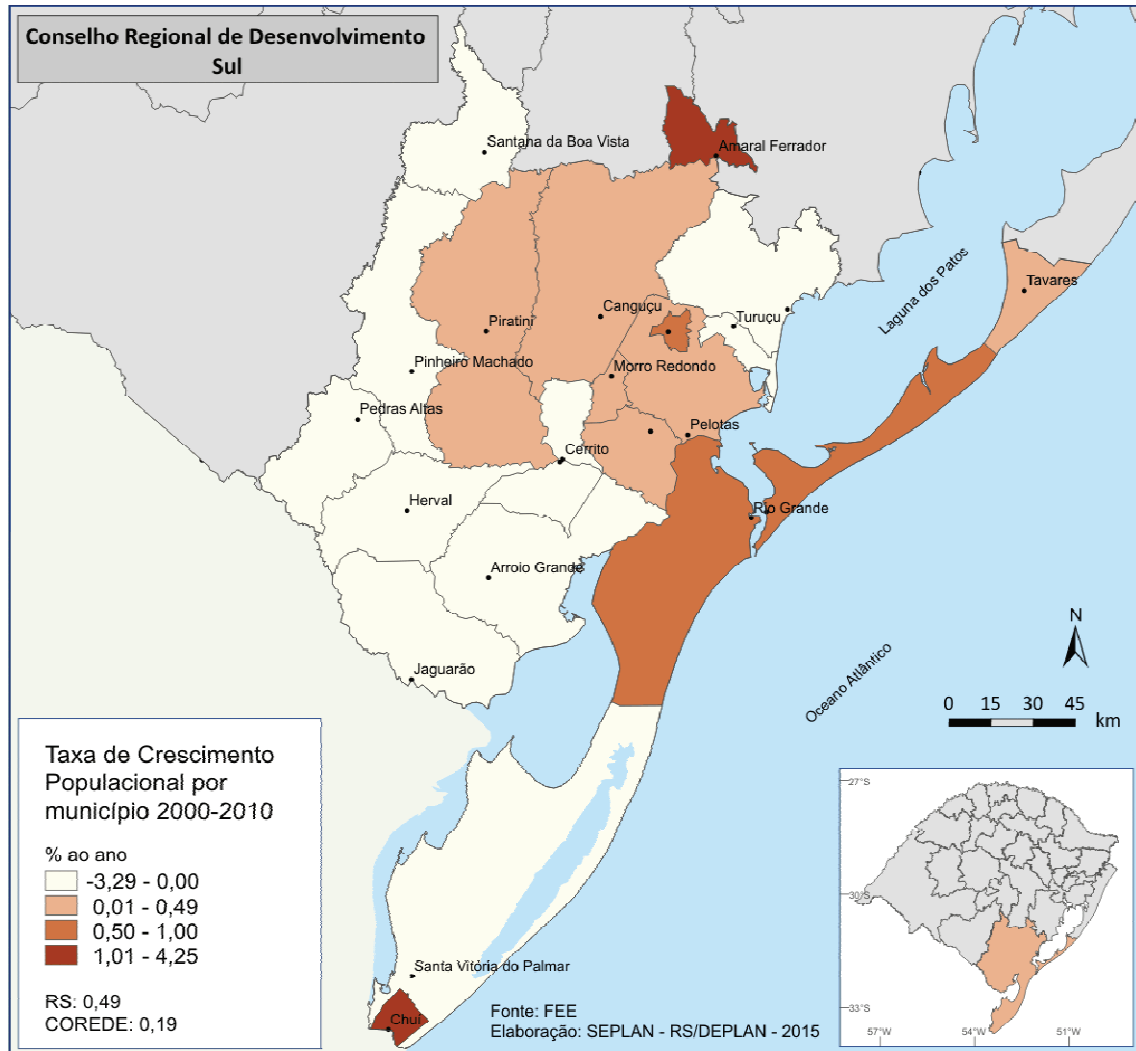 Conselho Regional de Desenvolvimento
Sul
Santana da Boa Vista
Amaral Ferrador
Laguna dos Patos
Tavares
Canguçu
Turuçu
Piratini
Pinheiro Machado
Morro Redondo
Pedras Altas
Pelotas
Cerrito
Herval
Rio Grande
Arroio Grande
Jaguarão
Oceano Atlântico
N
0 15 30 45
km
Taxa de Crescimento
Populacional por
município 2000-2010
% ao ano
-3,29 - 0,00
0,01 - 0,49
0,50 - 1,00
1,01 - 4,25
RS: 0,49
COREDE: 0,19
Santa Vitória do Palmar
Chui
Fonte: FEE
Elaboração: SEPLAN - RS/DEPLAN - 2015
27°S
30°S
33°S
57°W
54°W
51°W